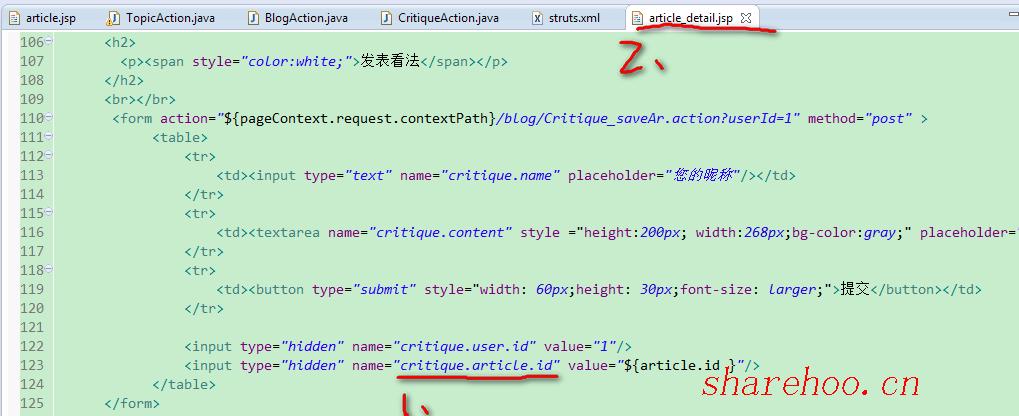 article.jsp TopicAction.java BlogAction.java CritiqueAction.java struts.xml article_detail.jsp
2、
106 <h2>
107 <p><span style="color:white;">发表看法</span></p>
108 </h2>
109 <br></br>
110 <form action="${pageContext.request.contextPath}/blog/Critique_saveAr.action?userId=1" method="post" >
111 <table>
112 <tr>
113 <td><input type="text" name="critique.name" placeholder="您的昵称"/></td>
114 </tr>
115 <tr>
116 <td><textarea name="critique.content" style ="height:200px; width:268px;bg-color:gray;" placeholder="
117 </tr>
118 <tr>
119 <td><button type="submit" style="width: 60px;height: 30px;font-size: larger;">提交</button></td>
120 </tr>
121
122 <input type="hidden" name="critique.user.id" value="1"/>
123 <input type="hidden" name="critique.article.id" value="${article.id }"/>
124 </table>
125 </form>
sharehoo.cn
1、